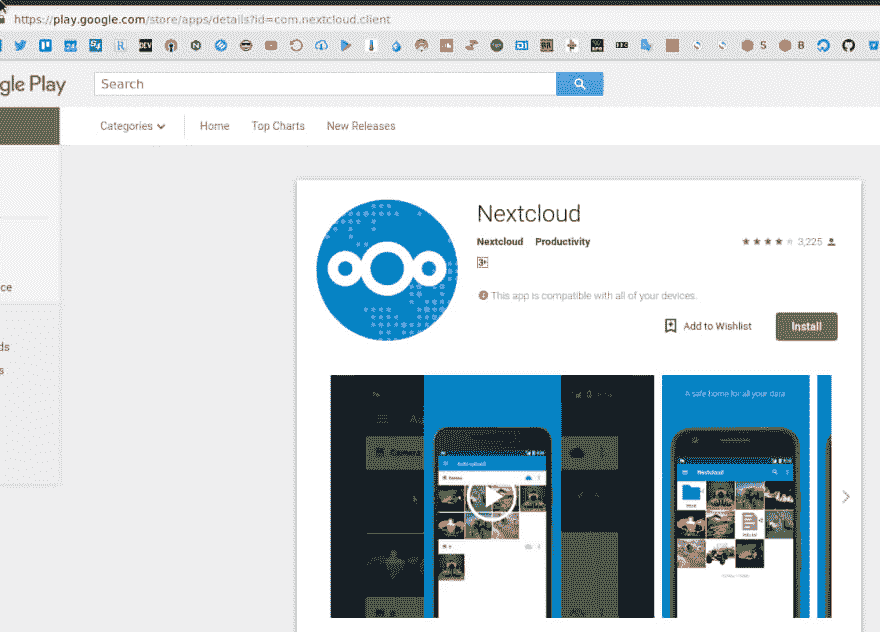 https://play.google.com/store/apps/details?id=com.nextcloud.client
DEV
S
B
gle Play
Search
Categories
Home
Top Charts
New Releases
Nextcloud
Nextcloud Productivity
3,225
3+
This app is compatible with all of your devices.
Add to Wishlist
Install
ce
ds
s
A safe home for all your data
Camera
Nextcloud